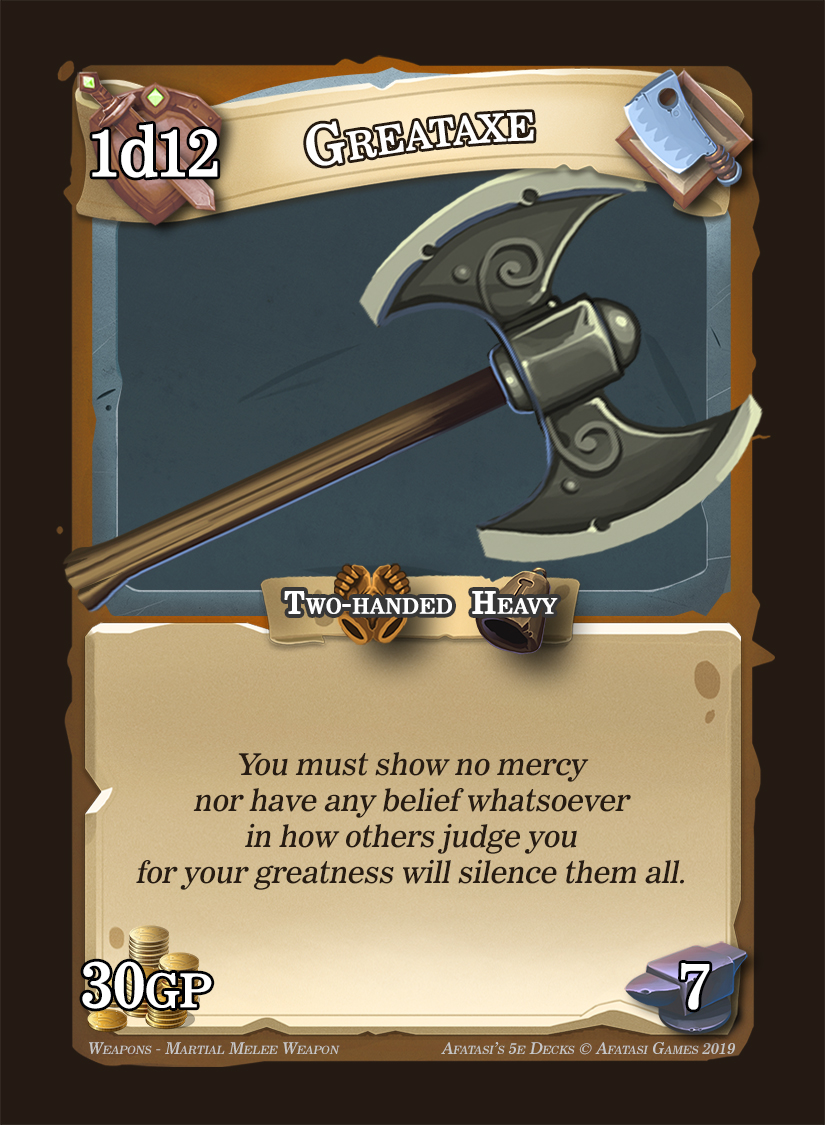 1d12
Greataxe
Two-handed Heavy
You must show no mercy
nor have any belief whatsoever
in how others judge you
for your greatness will silence them all.
30GP
7
Weapons - Martial Melee Weapon
Afatasi's 5e Decks © Afatasi Games 2019